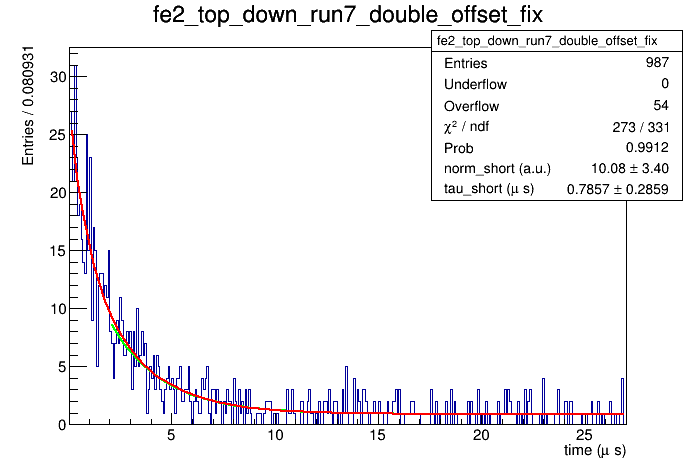 fe2_top_down_run7_double_offset_fix
fe2_top_down_run7_double_offset_fix
Entries 987
Underflow 0
Overflow 54
χ² / ndf 273 / 331
Prob 0.9912
norm_short (a.u.) 10.08 ± 3.40
tau_short (μ s) 0.7857 ± 0.2859
Entries / 0.080931
30
25
20
15
10
5
0
5 10 15 20 25
time (μ s)